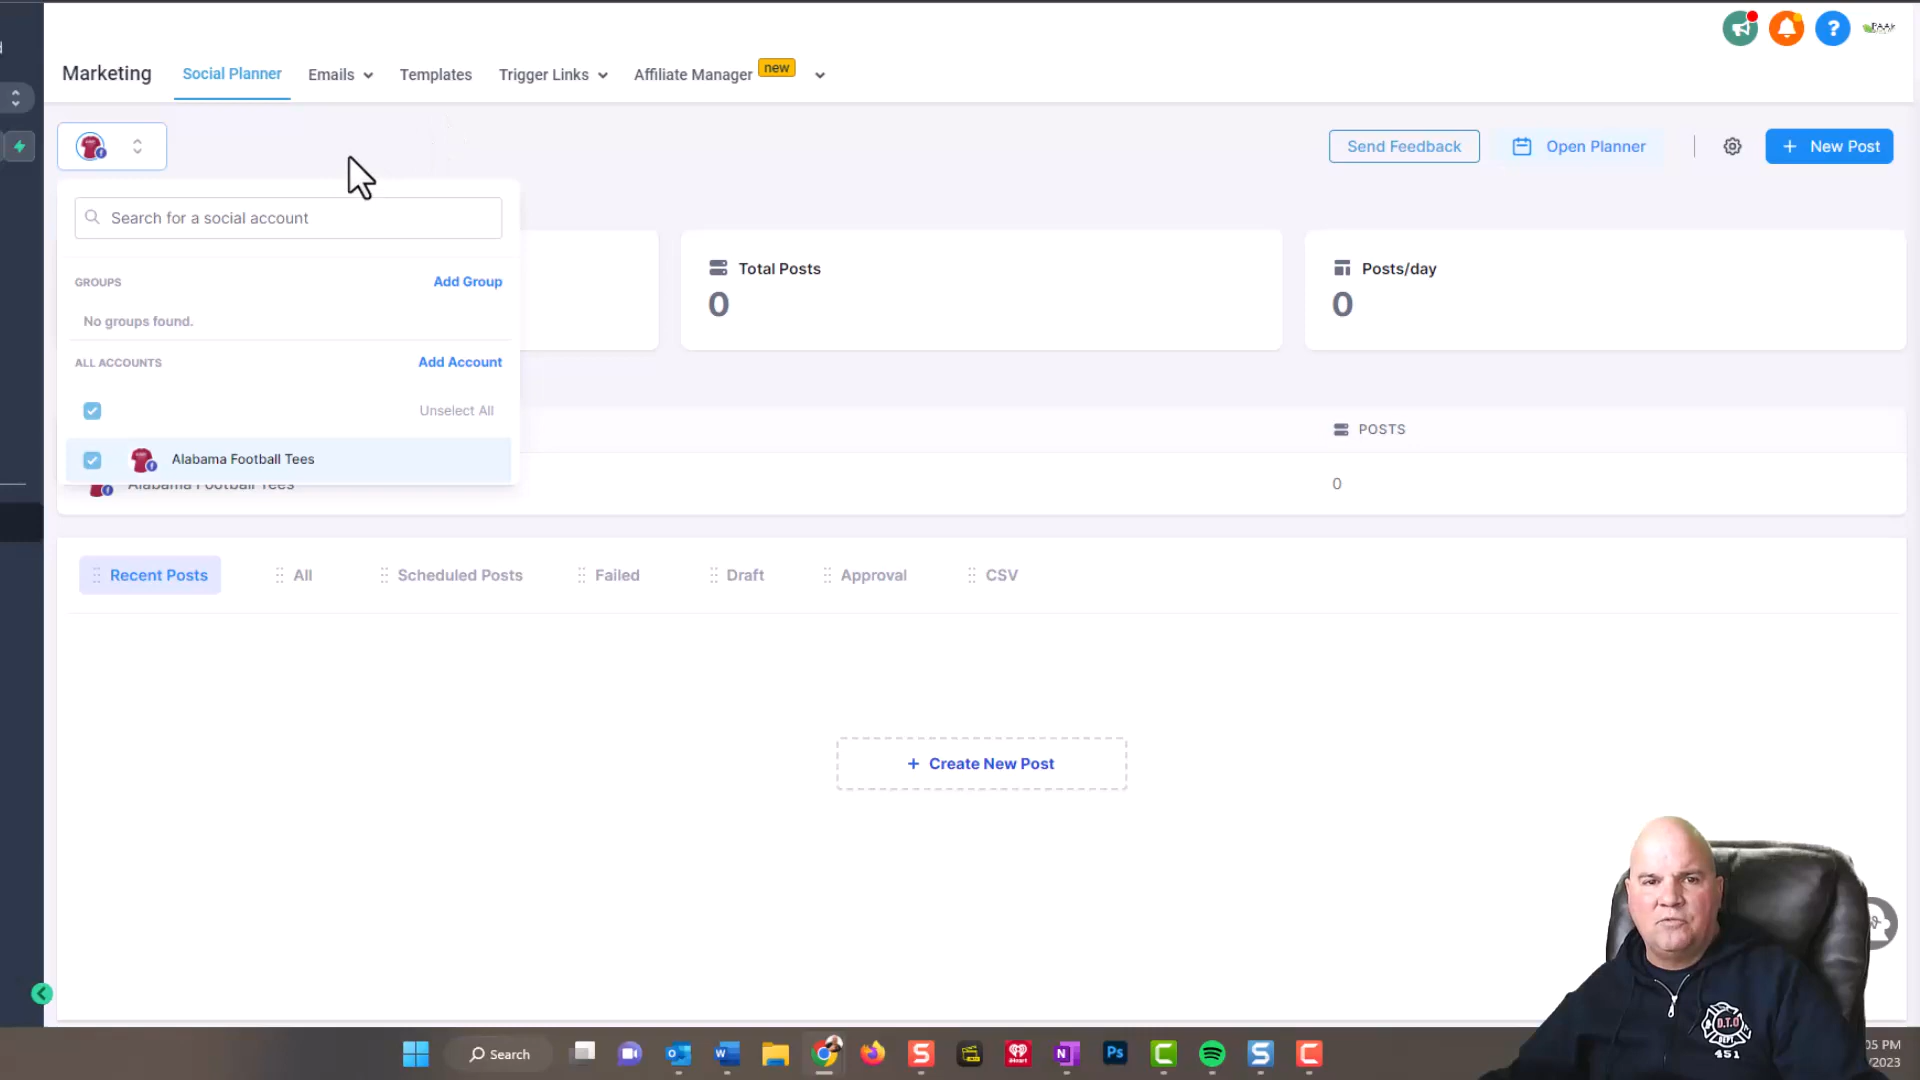 Marketing
Social Planner
Emails
Templates
Trigger Links
Affiliate Manager
new
Send Feedback
Open Planner
+ New Post
Search for a social account
GROUPS
Add Group
No groups found.
ALL ACCOUNTS
Add Account
Unselect All
Alabama Football Tees
Total Posts
0
Posts/day
0
POSTS
Alabama Football Tees
0
Recent Posts
All
Scheduled Posts
Failed
Draft
Approval
CSV
+ Create New Post
D.T.O
DEPT.
451
Search
05 PM
/2023